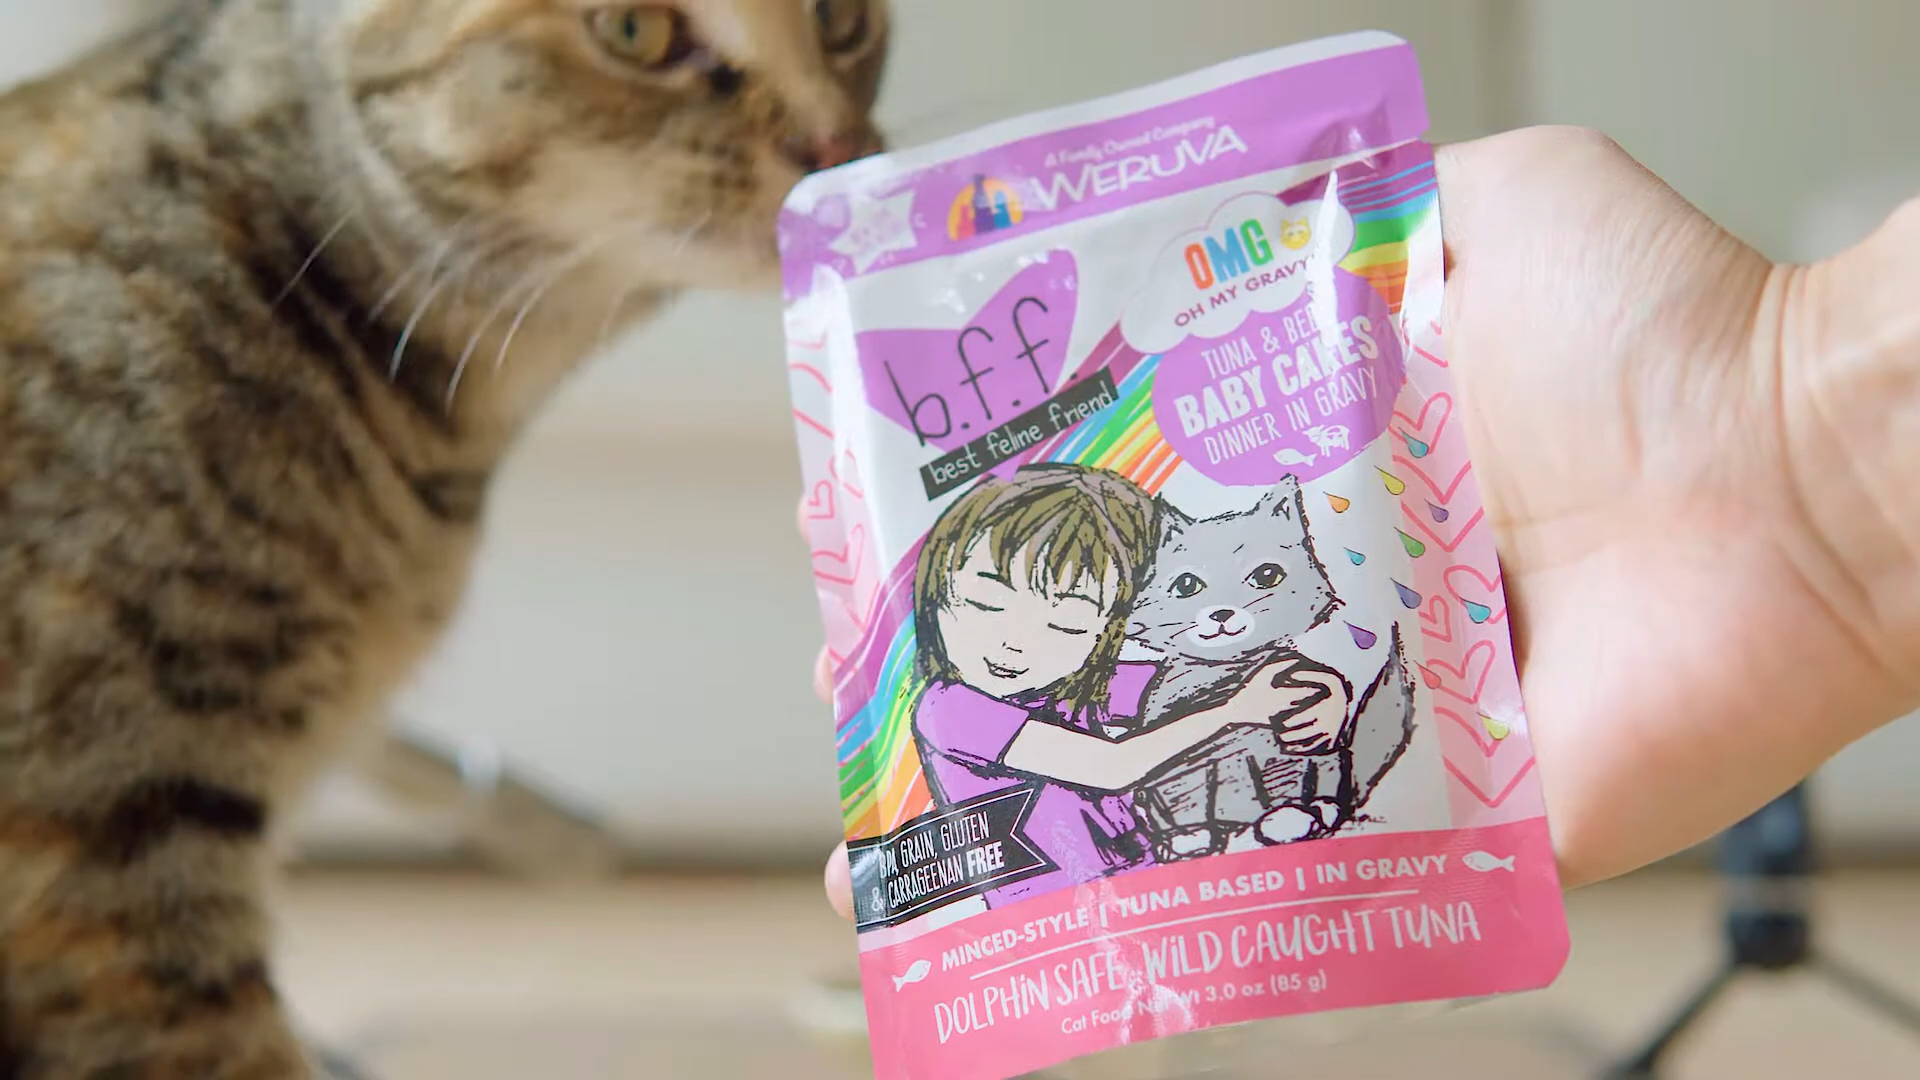 A Family Owned Company
WERUVA
OMG
OH MY GRAVY!
b.f.f.
best feline friend
TUNA & BEEF
BABY CAKES
DINNER IN GRAVY
BPA, GRAIN, GLUTEN
& CARRAGEENAN FREE
MINCED-STYLE | TUNA BASED | IN GRAVY
DOLPHIN SAFE, WILD CAUGHT TUNA
Cat Food Net Wt 3.0 oz (85 g)